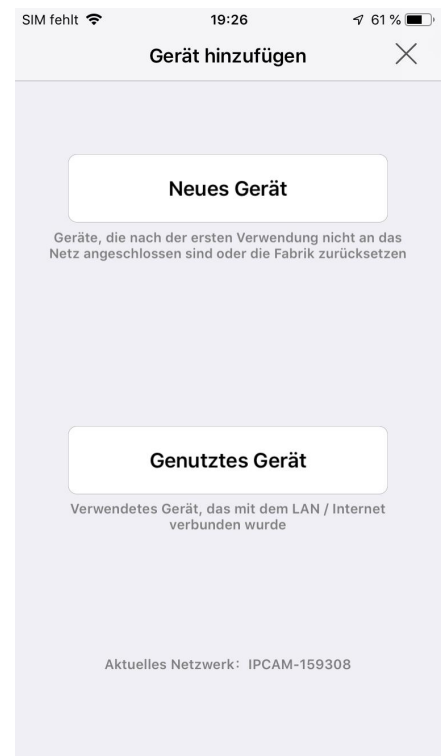 SIM fehlt 19:26 61 %
Gerät hinzufügen
Neues Gerät
Geräte, die nach der ersten Verwendung nicht an das
Netz angeschlossen sind oder die Fabrik zurücksetzen
Genutztes Gerät
Verwendetes Gerät, das mit dem LAN / Internet
verbunden wurde
Aktuelles Netzwerk: IPCAM-159308